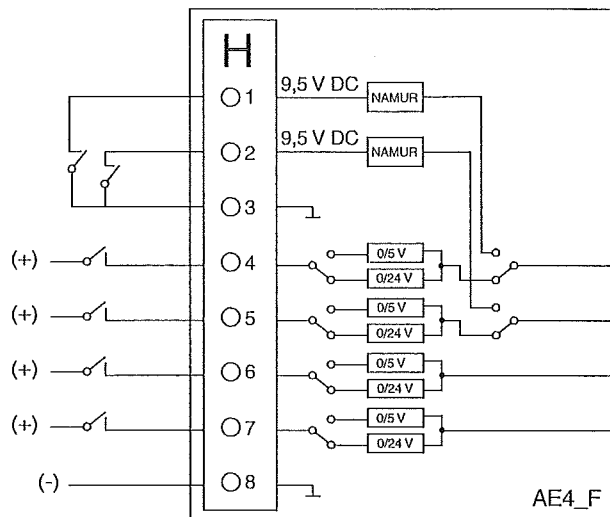 H
1 9,5 V DC NAMUR
2 9,5 V DC NAMUR
3
(+) 4 0/5 V
0/24 V
(+) 5 0/5 V
0/24 V
(+) 6 0/5 V
0/24 V
(+) 7 0/5 V
0/24 V
(-) 8
AE4_F